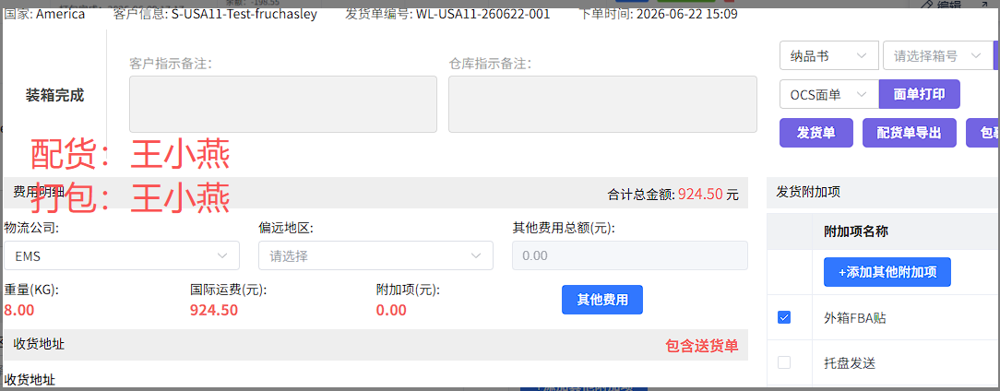 国家: America 客户信息: S-USA11-Test-fruchasley 发货单编号: WL-USA11-260622-001 下单时间: 2026-06-22 15:09
编辑
装箱完成
客户指示备注:
仓库指示备注:
纳品书
请选择箱号
OCS面单
面单打印
发货单
配货单导出
配货: 王小燕
打包: 王小燕
费用明细
合计总金额: 924.50 元
物流公司:
偏远地区:
其他费用总额(元):
EMS
请选择
0.00
重量(KG):
国际运费(元):
附加项(元):
8.00
924.50
0.00
其他费用
收货地址
包含送货单
收货地址
发货附加项
附加项名称
+添加其他附加项
外箱FBA贴
托盘发送